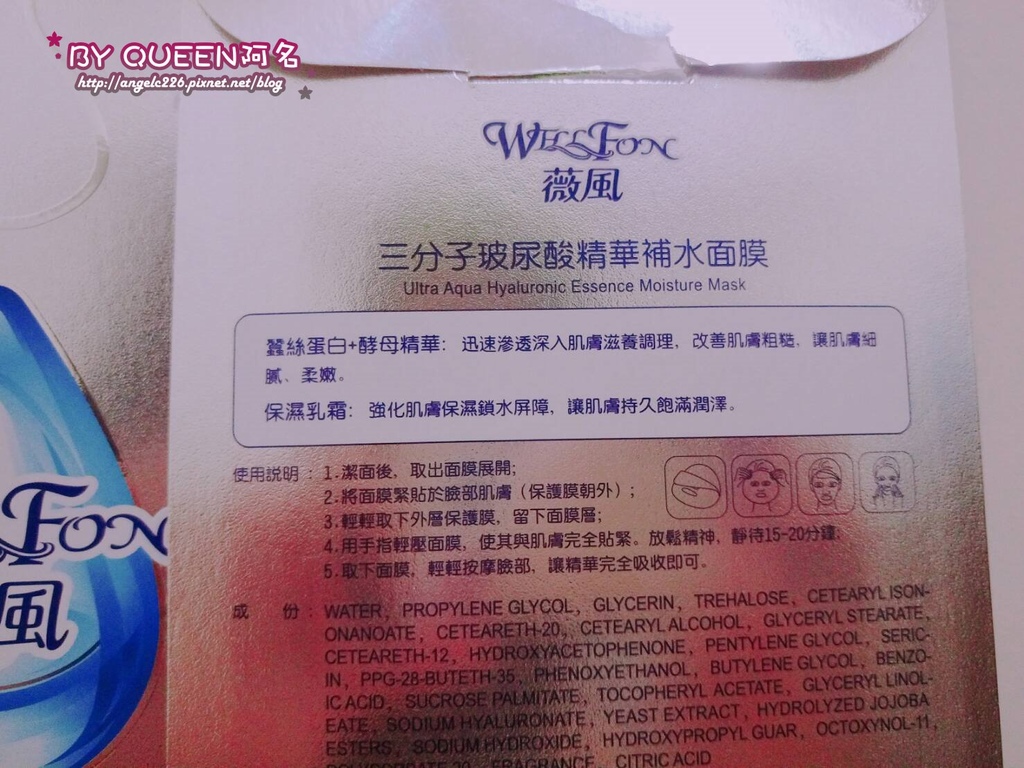 BY QUEEN阿名
http://angelc226.pixnet.net/blog
WELLFON
薇風
三分子玻尿酸精華補水面膜
Ultra Aqua Hyaluronic Essence Moisture Mask
蠶絲蛋白+酵母精華：迅速滲透深入肌膚滋養調理，改善肌膚粗糙，讓肌膚細
膩、柔嫩。
保濕乳霜：強化肌膚保濕鎖水屏障，讓肌膚持久飽滿潤澤。
使用説明：1.潔面後，取出面膜展開；
2.將面膜緊貼於臉部肌膚（保護膜朝外）；
3.輕輕取下外層保護膜，留下面膜層；
4.用手指輕壓面膜，使其與肌膚完全貼緊。放鬆精神，靜待15-20分鐘；
5.取下面膜，輕輕按摩臉部，讓精華完全吸收即可。
成　份：WATER，PROPYLENE GLYCOL，GLYCERIN，TREHALOSE，CETEARYL ISON-
ONANOATE，CETEARETH-20，CETEARYL ALCOHOL，GLYCERYL STEARATE，
CETEARETH-12，HYDROXYACETOPHENONE，PENTYLENE GLYCOL，SERIC-
IN，PPG-28-BUTETH-35，PHENOXYETHANOL，BUTYLENE GLYCOL，BENZO-
IC ACID，SUCROSE PALMITATE，TOCOPHERYL ACETATE，GLYCERYL LINOL-
EATE，SODIUM HYALURONATE，YEAST EXTRACT，HYDROLYZED JOJOBA
ESTERS，SODIUM HYDROXIDE，HYDROXYPROPYL GUAR，OCTOXYNOL-11，
FRAGRANCE，CITRIC ACID
FON
風